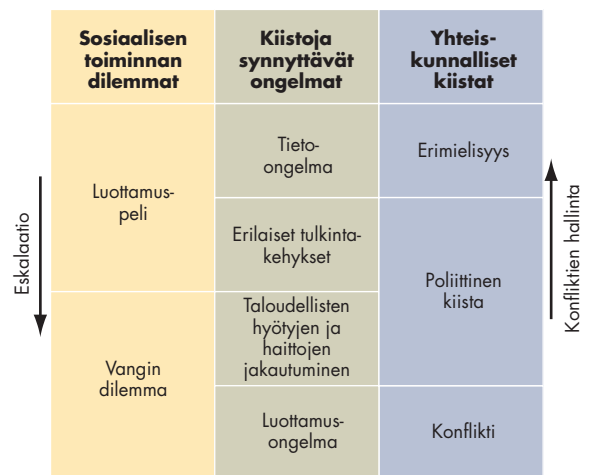 Sosiaalisen
toiminnan
dilemmat
Kiistoja
synnyttävät
ongelmat
Yhteis-
kunnalliset
kiistat
Eskalaatio
Luottamus-
peli
Vangin
dilemma
Tieto-
ongelma
Erilaiset tulkinta-
kehykset
Taloudellisten
hyötyjen ja
haittojen
jakautuminen
Luottamus-
ongelma
Erimielisyys
Poliittinen
kiista
Konflikti
Konfliktien hallinta